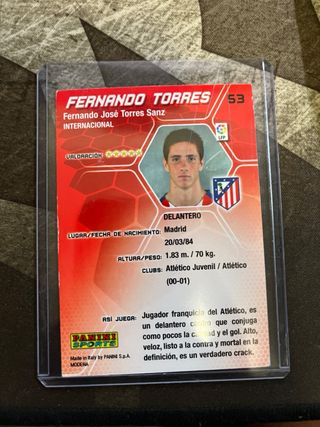 FERNANDO TORRES 53
Fernando José Torres Sanz
INTERNACIONAL
LFP
VALORACIÓN:
DELANTERO
LUGAR/FECHA DE NACIMIENTO: Madrid
20/03/84
ALTURA/PESO: 1.83 m. / 70 kg.
CLUBS: Atlético Juvenil / Atlético
(00-01)
ASÍ JUEGA: Jugador franquicia del Atlético, es
un delantero centro que conjuga
como pocos la calidad y el gol. Alto,
veloz, listo a la contra y mortal en la
definición, es un verdadero crack.
PANINI
SPORTS
Made in Italy by PANINI S.p.A.
MODENA